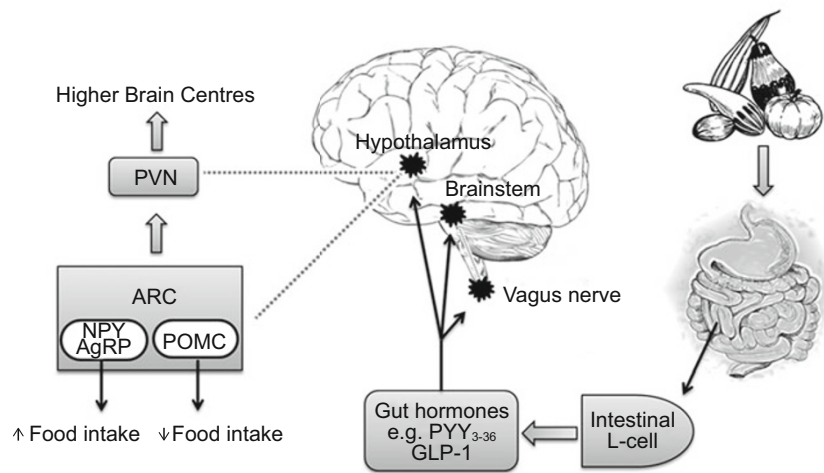 Higher Brain Centres
PVN
ARC
NPY
AgRP
POMC
↑ Food intake
↓ Food intake
Hypothalamus
Brainstem
Vagus nerve
Gut hormones
e.g. PYY₃₋₃₆
GLP-1
Intestinal
L-cell